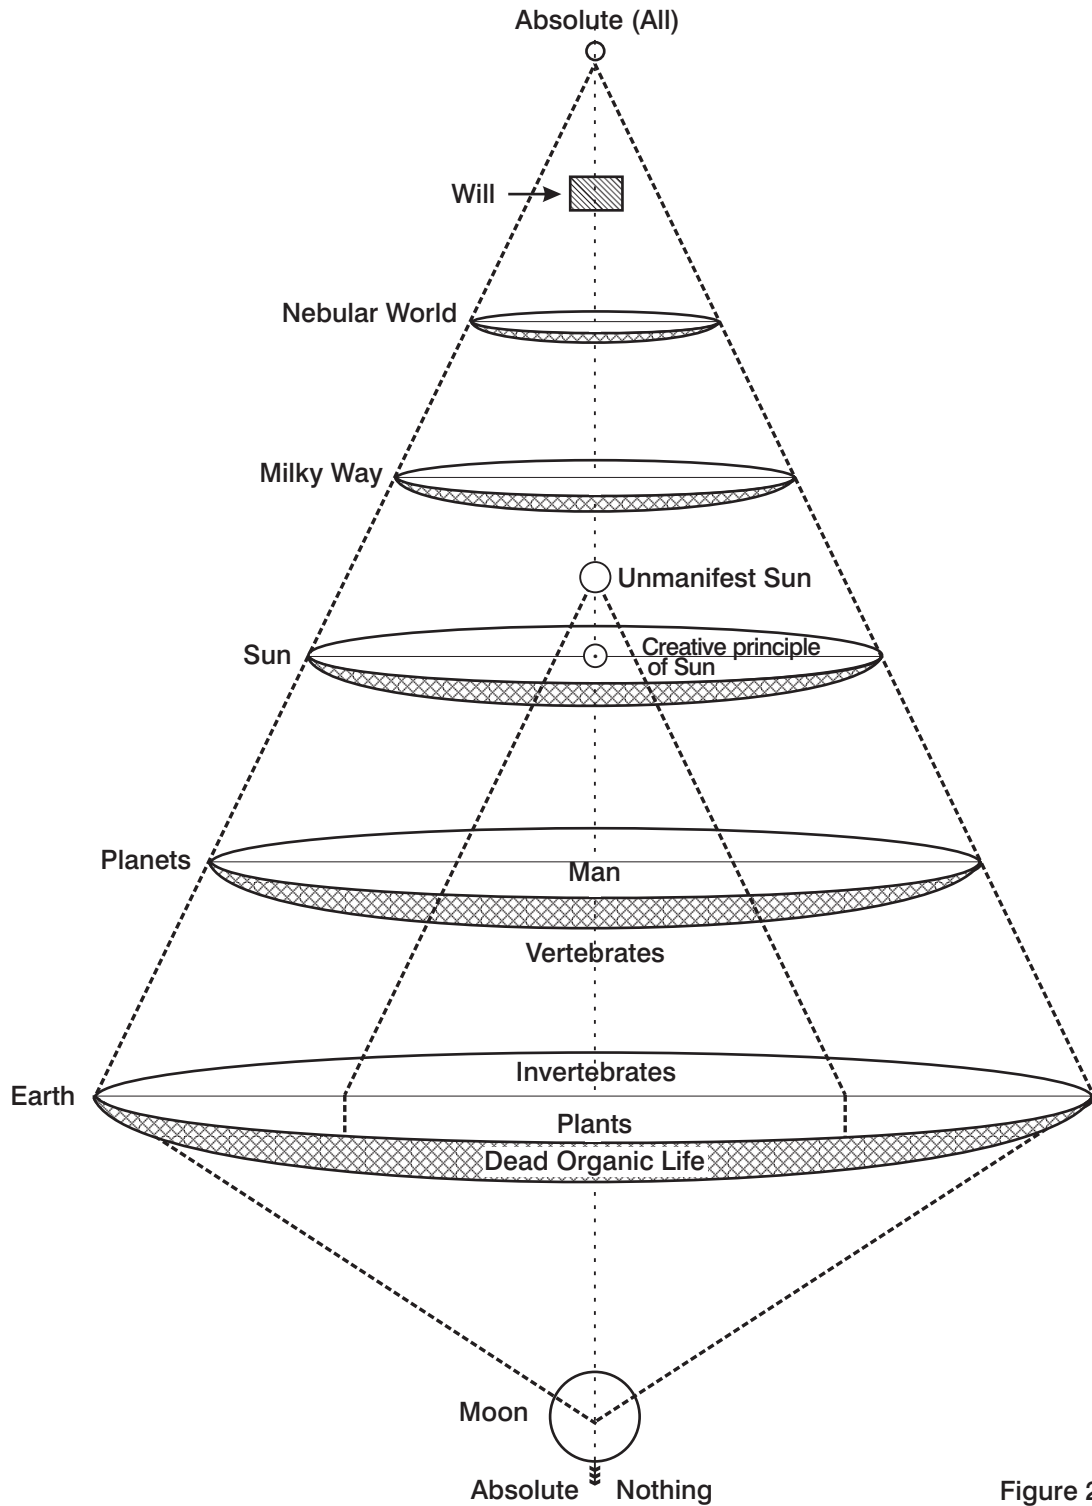 Absolute (All)
Will
Nebular World
Milky Way
Unmanifest Sun
Sun
Creative principle
of Sun
Planets
Man
Vertebrates
Invertebrates
Earth
Plants
Dead Organic Life
Moon
Absolute Nothing
Figure 2